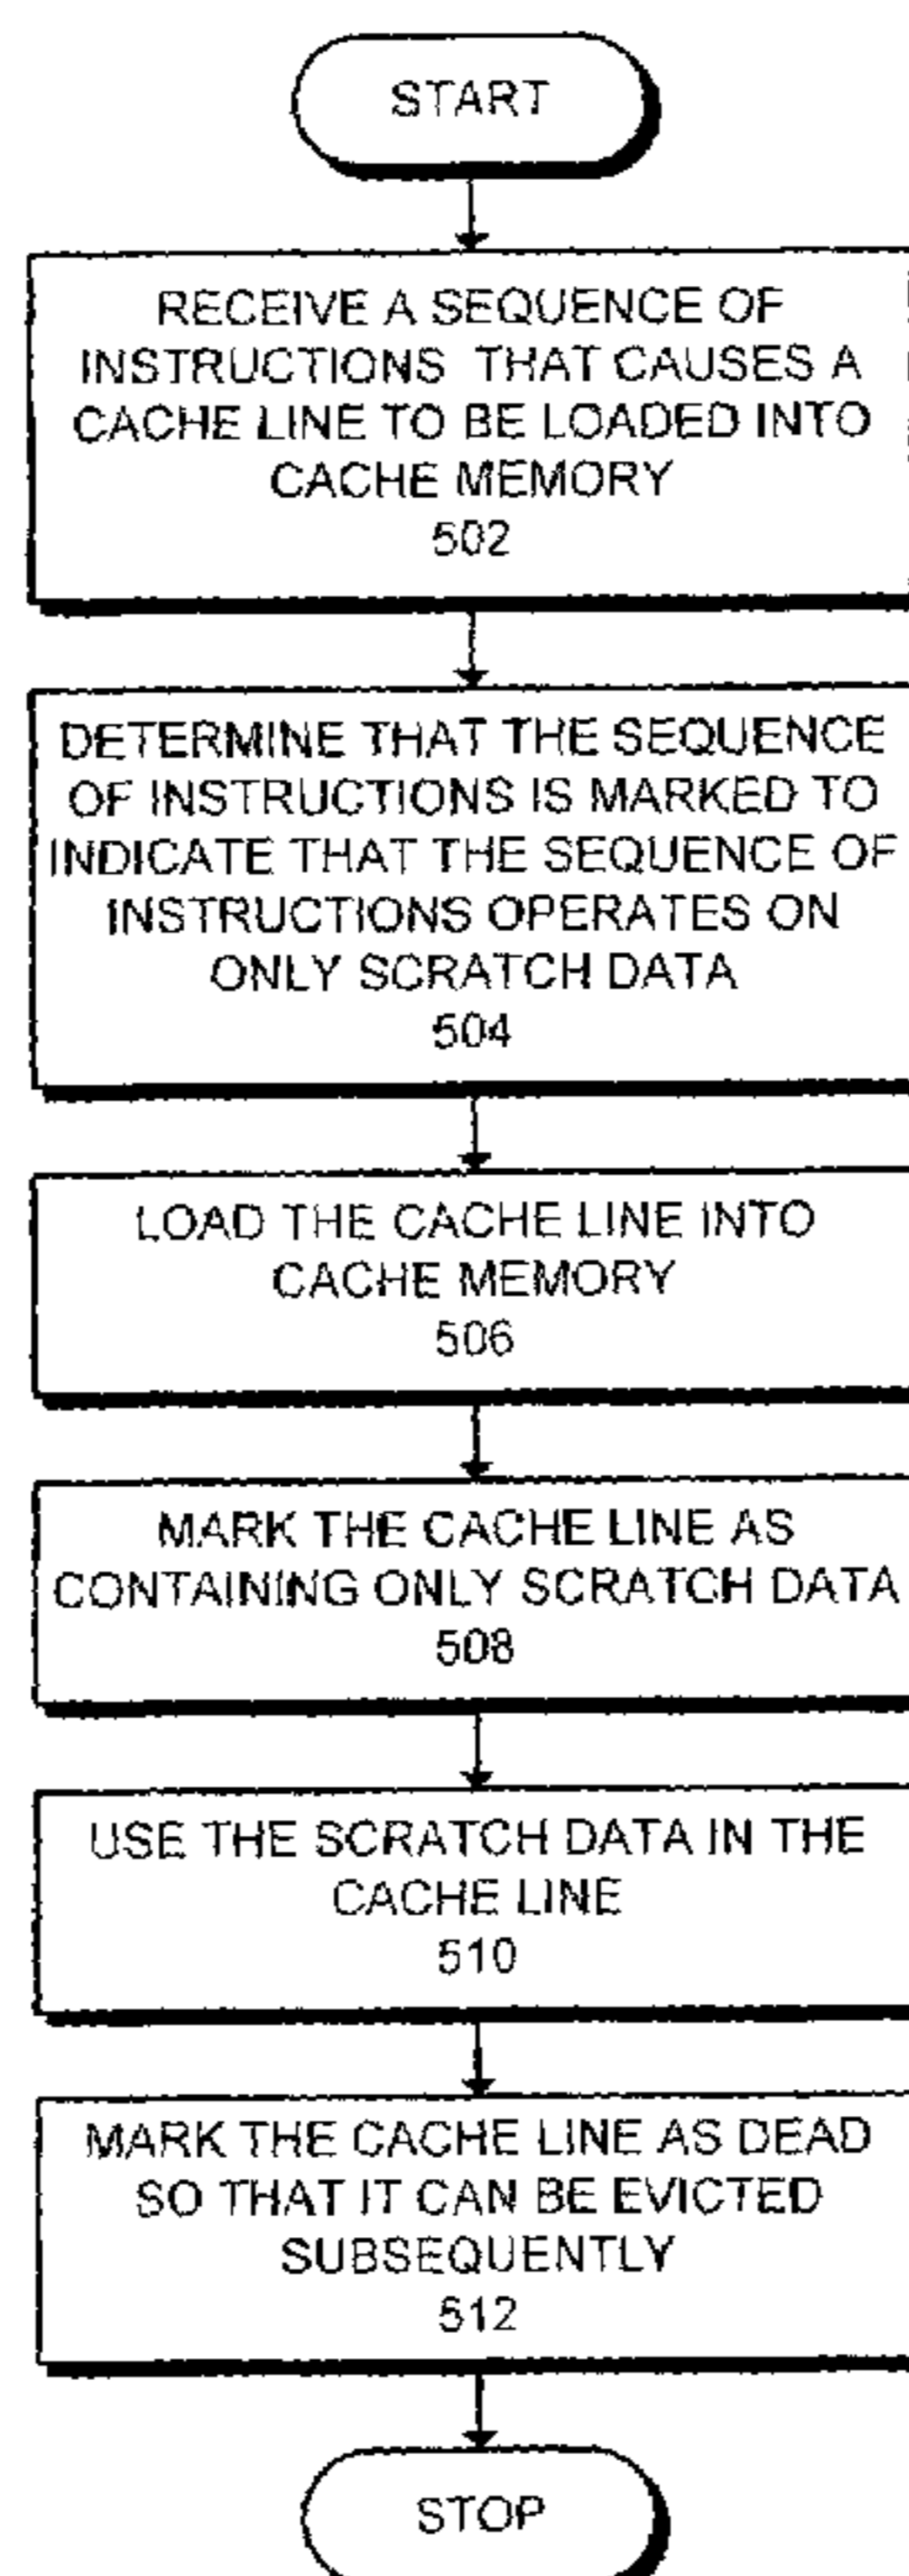 START
RECEIVE A SEQUENCE OF
INSTRUCTIONS THAT CAUSES A
CACHE LINE TO BE LOADED INTO
CACHE MEMORY
502
DETERMINE THAT THE SEQUENCE
OF INSTRUCTIONS IS MARKED TO
INDICATE THAT THE SEQUENCE OF
INSTRUCTIONS OPERATES ON
ONLY SCRATCH DATA
504
LOAD THE CACHE LINE INTO
CACHE MEMORY
506
MARK THE CACHE LINE AS
CONTAINING ONLY SCRATCH DATA
508
USE THE SCRATCH DATA IN THE
CACHE LINE
510
MARK THE CACHE LINE AS DEAD
SO THAT IT CAN BE EVICTED
SUBSEQUENTLY
512
STOP